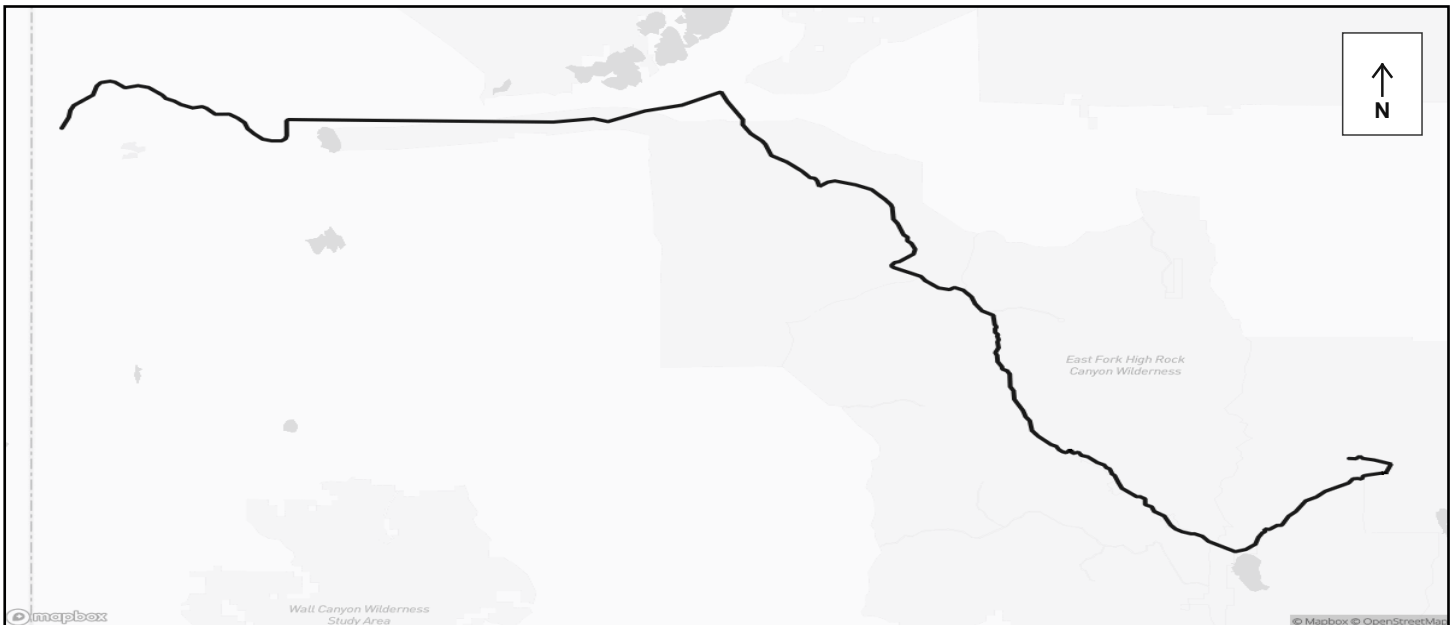 N
East Fork High Rock
Canyon Wilderness
Wall Canyon Wilderness
Study Area
mapbox
© Mapbox © OpenStreetMap